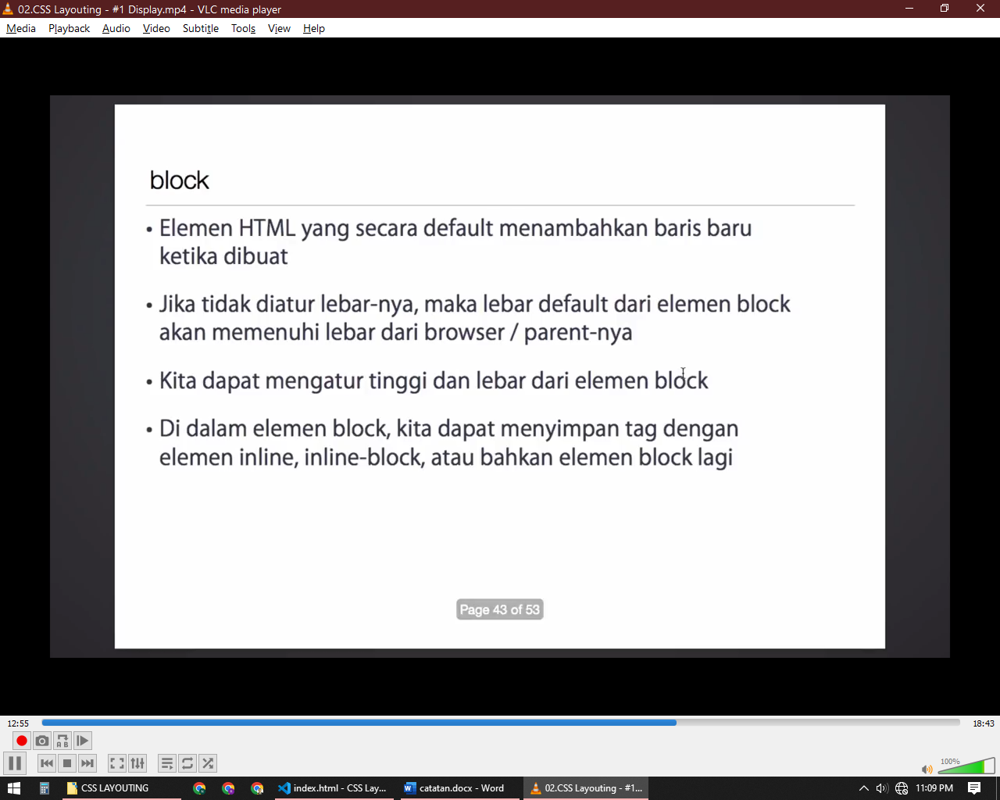 02.CSS Layouting - #1 Display.mp4 - VLC media player
Media Playback Audio Video Subtitle Tools View Help
block
• Elemen HTML yang secara default menambahkan baris baru
ketika dibuat
• Jika tidak diatur lebar-nya, maka lebar default dari elemen block
akan memenuhi lebar dari browser / parent-nya
• Kita dapat mengatur tinggi dan lebar dari elemen block
• Di dalam elemen block, kita dapat menyimpan tag dengan
elemen inline, inline-block, atau bahkan elemen block lagi
Page 43 of 53
12:55 18:43
A B
100%
CSS LAYOUTING index.html - CSS Lay... catatan.docx - Word 02.CSS Layouting - #1... 11:09 PM